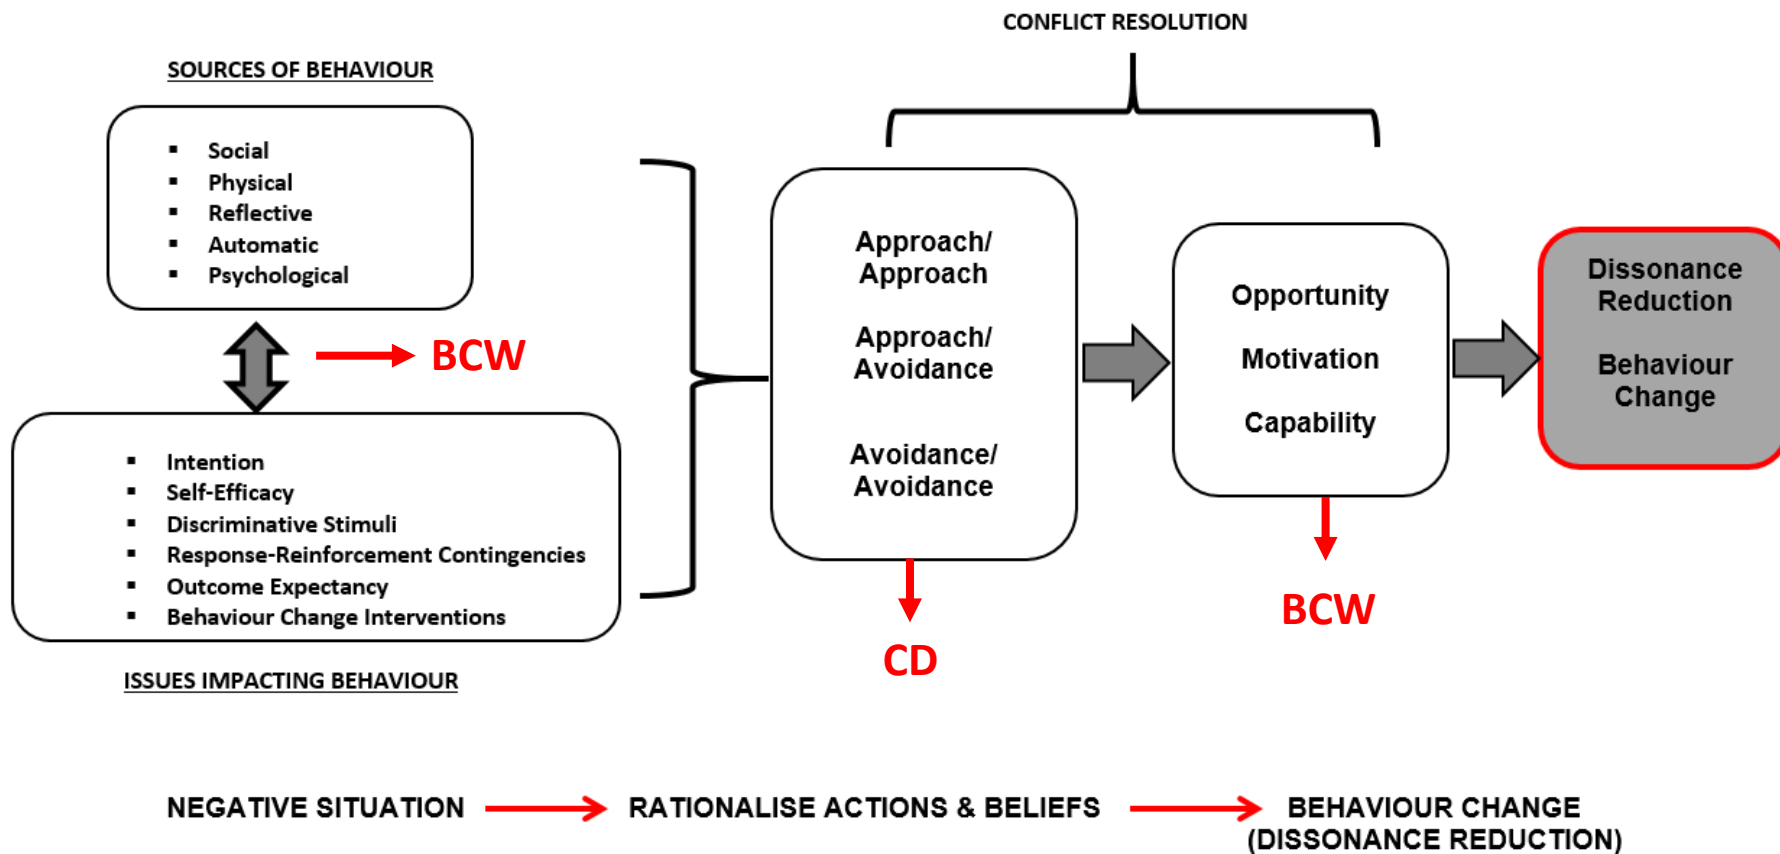 CONFLICT RESOLUTION
SOURCES OF BEHAVIOUR
Social
Physical
Reflective
Automatic
Psychological
BCW
Intention
Self-Efficacy
Discriminative Stimuli
Response-Reinforcement Contingencies
Outcome Expectancy
Behaviour Change Interventions
ISSUES IMPACTING BEHAVIOUR
Approach/
Approach
Approach/
Avoidance
Avoidance/
Avoidance
CD
Opportunity
Motivation
Capability
BCW
Dissonance
Reduction
Behaviour
Change
NEGATIVE SITUATION
RATIONALISE ACTIONS & BELIEFS
BEHAVIOUR CHANGE
(DISSONANCE REDUCTION)